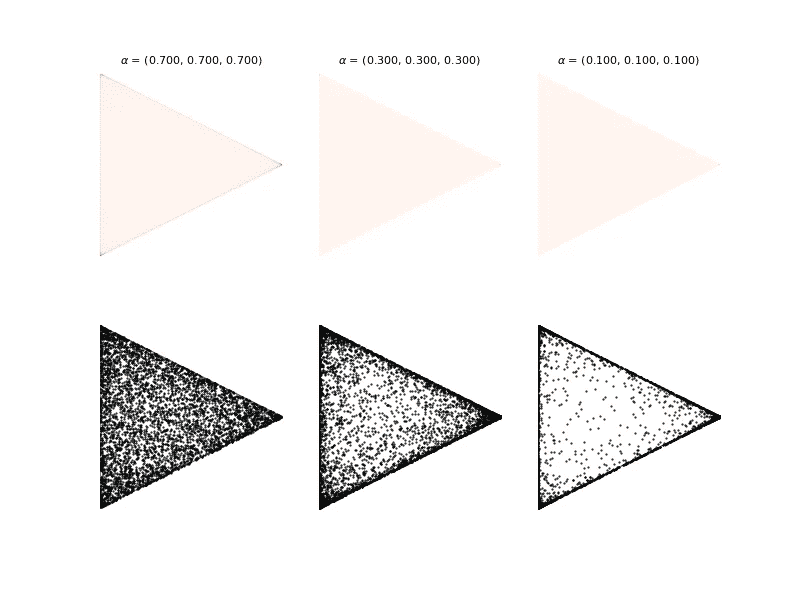 α = (0.700, 0.700, 0.700)
α = (0.300, 0.300, 0.300)
α = (0.100, 0.100, 0.100)